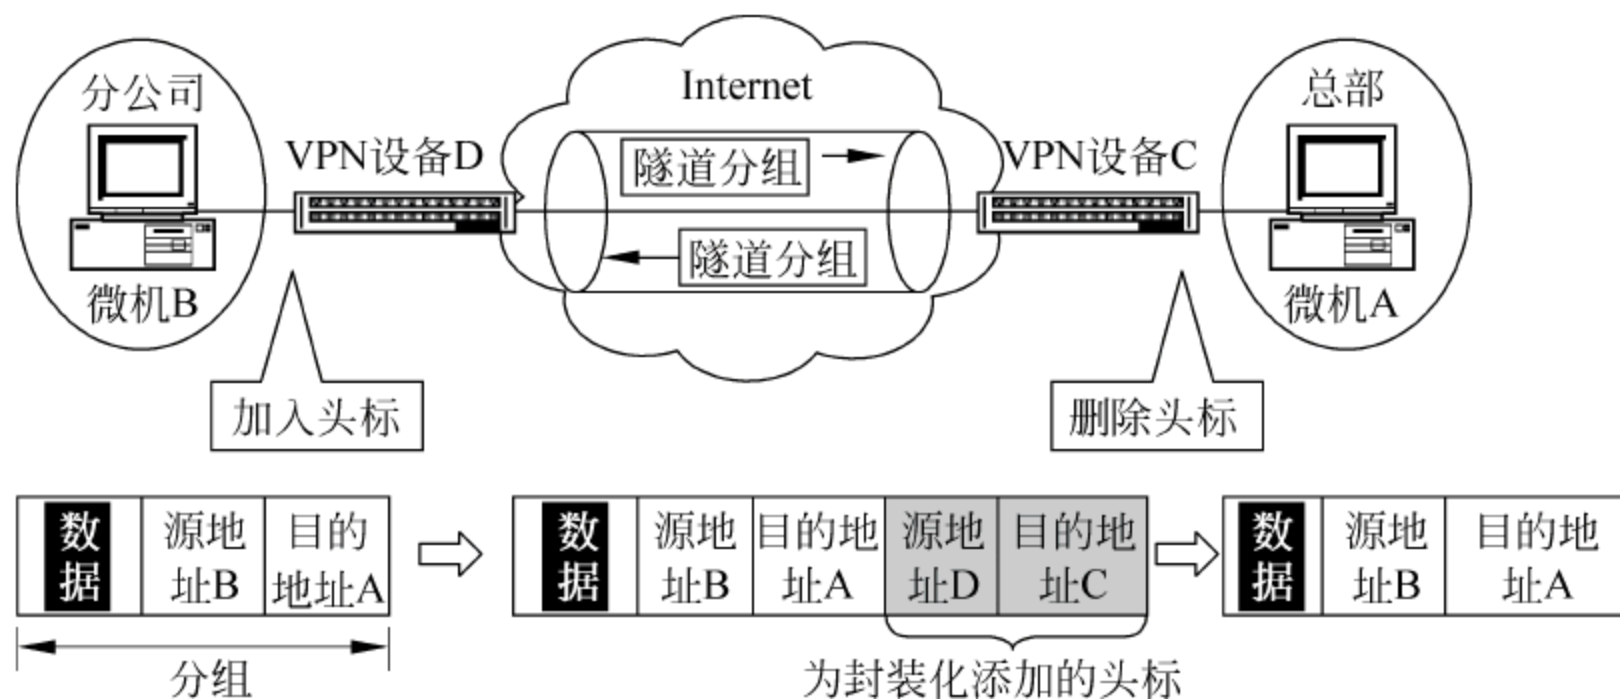 Internet
分公司
总部
VPN设备D
隧道分组
VPN设备C
隧道分组
微机B
微机A
加入头标
删除头标
数据
源地址B
目的地址A
数据
源地址B
目的地址A
源地址D
目的地址C
数据
源地址B
目的地址A
分组
为封装化添加的头标